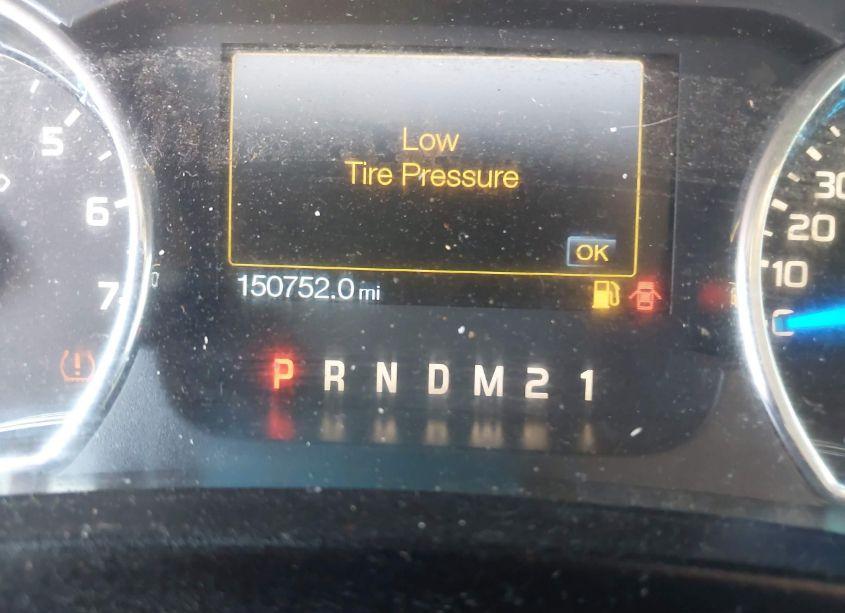 Low
Tire Pressure
OK
150752.0 mi
P R N D M 2 1
5
6
7
30
20
10